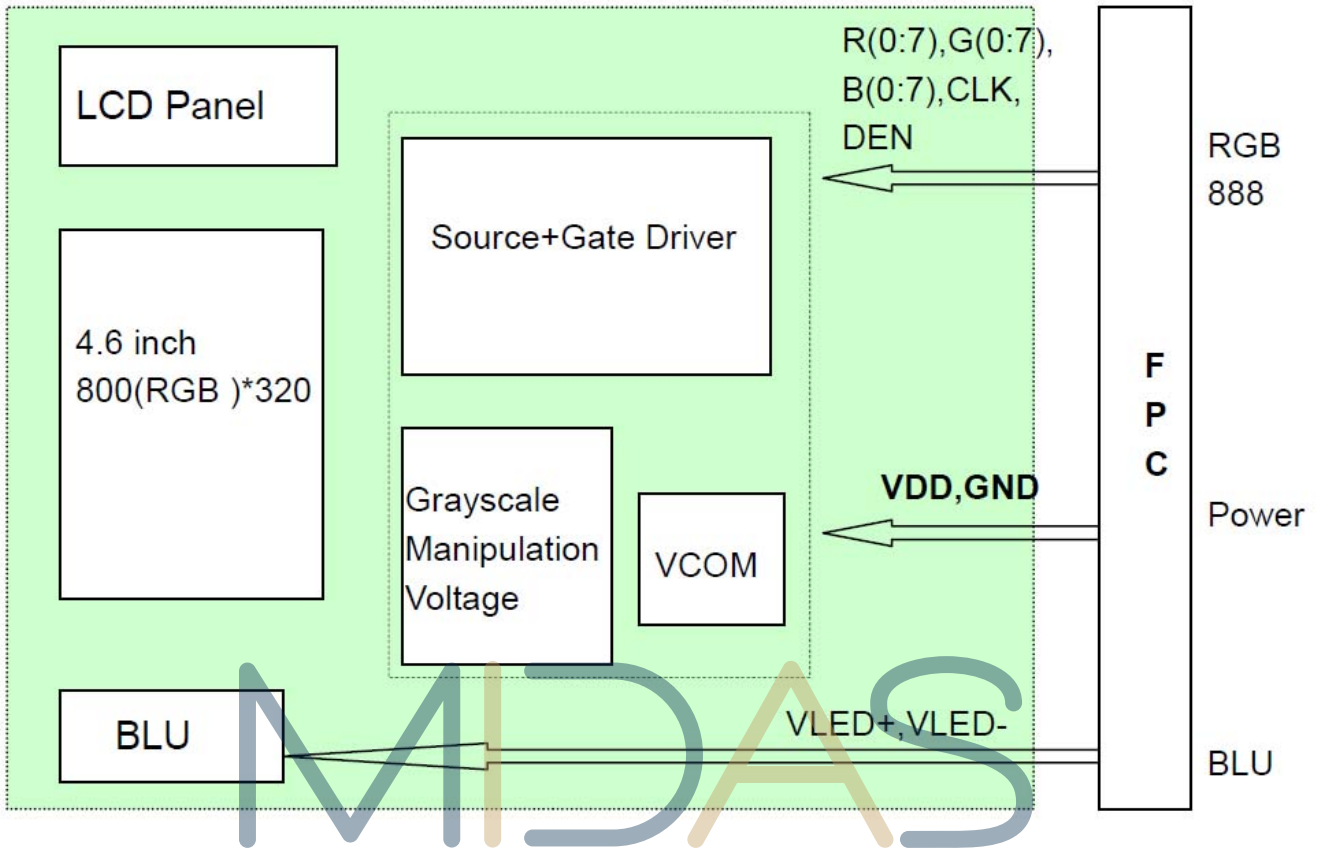 LCD Panel
4.6 inch
800(RGB )*320
BLU
Source+Gate Driver
Grayscale
Manipulation
Voltage
VCOM
R(0:7),G(0:7),
B(0:7),CLK,
DEN
VDD,GND
VLED+,VLED-
F
P
C
RGB
888
Power
BLU
MIDAS